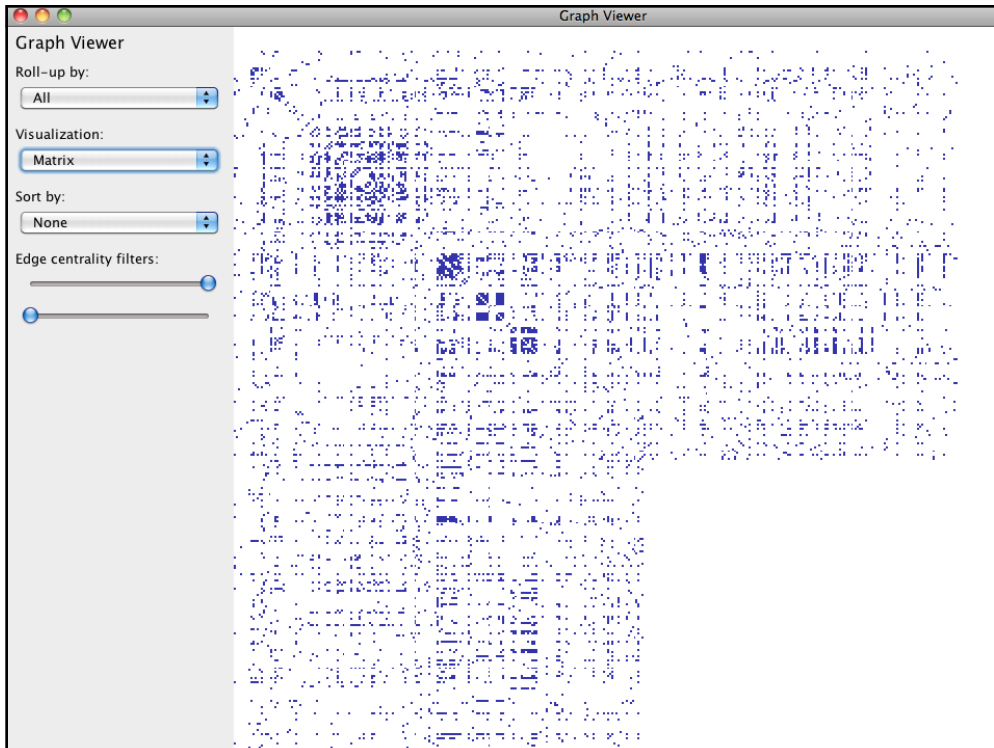 Graph Viewer
Graph Viewer
Roll-up by:
All
Visualization:
Matrix
Sort by:
None
Edge centrality filters: